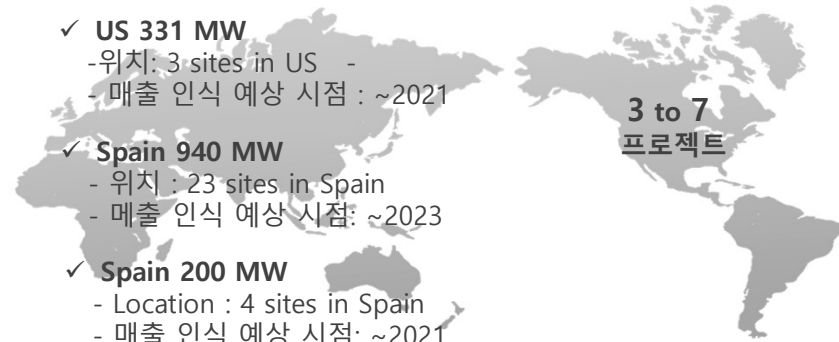 ✓ US 331 MW
-위치: 3 sites in US -
- 매출 인식 예상 시점 : ~2021
✓ Spain 940 MW
- 위치 : 23 sites in Spain
- 메출 인식 예상 시점: ~2023
✓ Spain 200 MW
- Location : 4 sites in Spain
- 매출 인식 예상 시점: ~2021
3 to 7
프로젝트